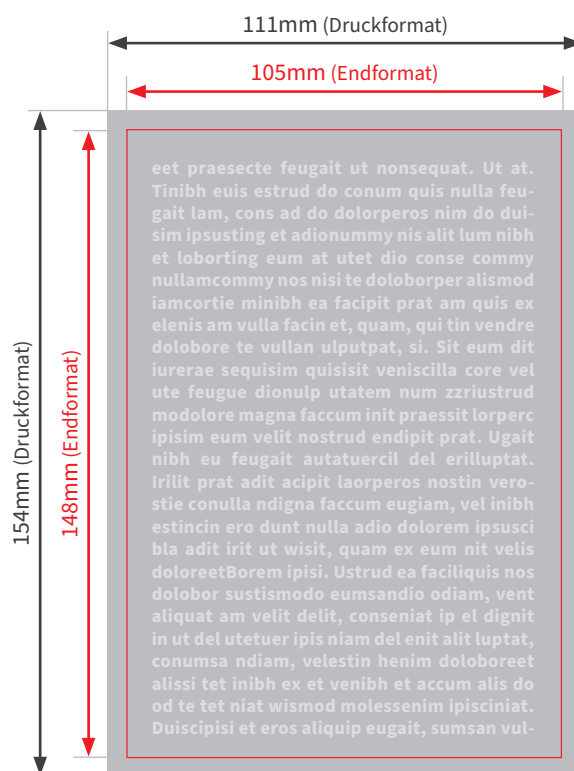 111mm (Druckformat)
105mm (Endformat)
154mm (Druckformat)
148mm (Endformat)
eet praesecte feugait ut nonsequat. Ut at.
Tinibh euis estrud do conum quis nulla feu-
gait lam, cons ad do dolorperos nim do dui-
sim ipsusting et adionummy nis alit lum nibh
et loborting eum at utet dio conse commy
nullamcommy nos nisi te doloborper alismod
iamcortie minibh ea facipit prat am quis ex
elenis am vulla facin et, quam, qui tin vendre
dolobore te vullan ulputpat, si. Sit eum dit
iurerae sequisim quisisit veniscilla core vel
ute feugue dionulp utatem num zzriustrud
modolore magna faccum init praessit lorperc
ipisim eum velit nostrud endipit prat. Ugait
nibh eu feugait autatuercil del erilluptat.
Irilit prat adit acipit laorperos nostin vero-
stie conulla ndigna faccum eugiam, vel inibh
estincin ero dunt nulla adio dolorem ipsusci
bla adit irit ut wisit, quam ex eum nit velis
doloreetBorem ipisi. Ustrud ea faciliquis nos
dolobor sustismodo eumsandio odiam, vent
aliquat am velit delit, conseniat ip el dignit
in ut del utetuer ipis niam del enit alit luptat,
conumsa ndiam, velestin henim doloboreet
alissi tet inibh ex et venibh et accum alis do
od te tet niat wismod molessenim ipisciniat.
Duiscipisi et eros aliquip eugait, sumsan vul-